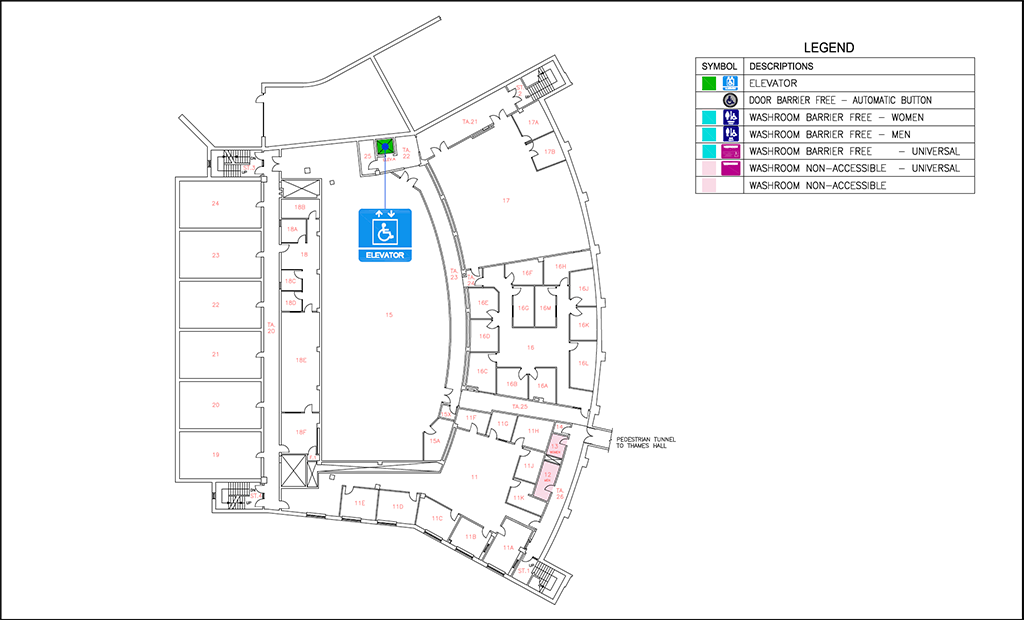 LEGEND
SYMBOL DESCRIPTIONS
ELEVATOR
DOOR BARRIER FREE - AUTOMATIC BUTTON
WASHROOM BARRIER FREE - WOMEN
WASHROOM BARRIER FREE - MEN
WASHROOM BARRIER FREE - UNIVERSAL
WASHROOM NON-ACCESSIBLE - UNIVERSAL
WASHROOM NON-ACCESSIBLE
TA.21
17A
17B
25
TA.
22
24
18B
18A
17
ELEVATOR
23
18
TA.
23
16F
16H
16J
18C
18D
22
16E
16G
16M
15
TA.
20
16K
16D
16
21
18E
16L
16C
16B
16A
20
TA.25
15A
11F
11G
11H
18F
13
PEDESTRIAN TUNNEL
TO THAMES HALL
19
11J
11
12
TA.
26
11K
11E
11D
11C
11B
11A
ST.1